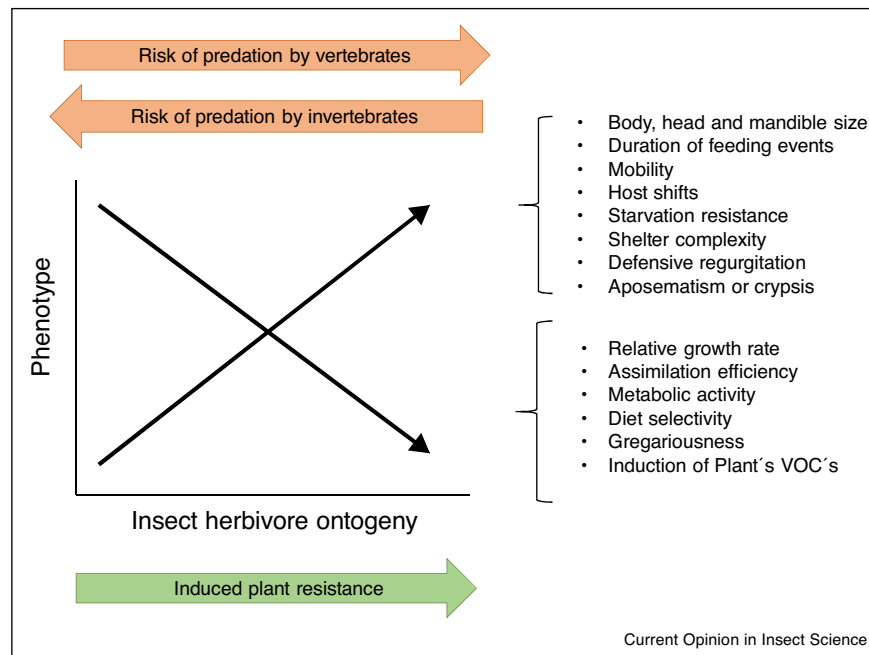 Risk of predation by vertebrates
Risk of predation by invertebrates
Phenotype
Insect herbivore ontogeny
• Body, head and mandible size
• Duration of feeding events
• Mobility
• Host shifts
• Starvation resistance
• Shelter complexity
• Defensive regurgitation
• Aposematism or crypsis
• Relative growth rate
• Assimilation efficiency
• Metabolic activity
• Diet selectivity
• Gregariousness
• Induction of Plant´s VOC´s
Induced plant resistance
Current Opinion in Insect Science